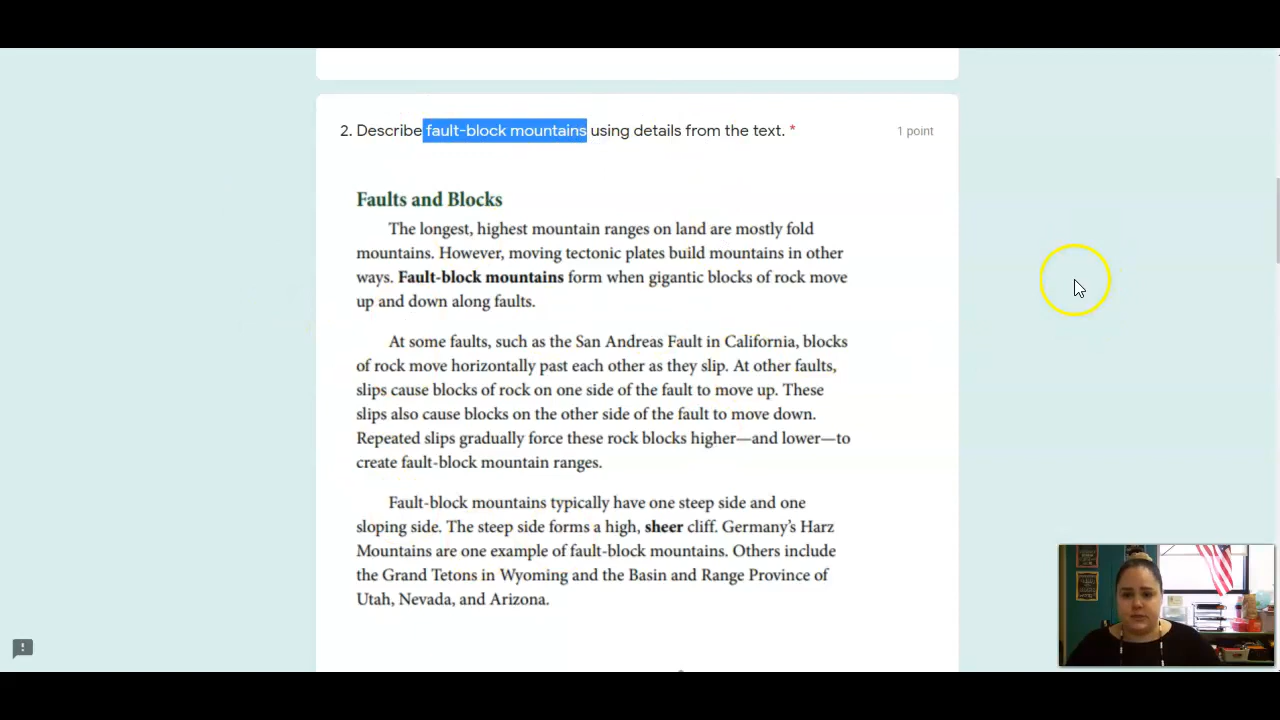 2. Describe fault-block mountains using details from the text. *
1 point
Faults and Blocks
The longest, highest mountain ranges on land are mostly fold
mountains. However, moving tectonic plates build mountains in other
ways. Fault-block mountains form when gigantic blocks of rock move
up and down along faults.
At some faults, such as the San Andreas Fault in California, blocks
of rock move horizontally past each other as they slip. At other faults,
slips cause blocks of rock on one side of the fault to move up. These
slips also cause blocks on the other side of the fault to move down.
Repeated slips gradually force these rock blocks higher—and lower—to
create fault-block mountain ranges.
Fault-block mountains typically have one steep side and one
sloping side. The steep side forms a high, sheer cliff. Germany's Harz
Mountains are one example of fault-block mountains. Others include
the Grand Tetons in Wyoming and the Basin and Range Province of
Utah, Nevada, and Arizona.